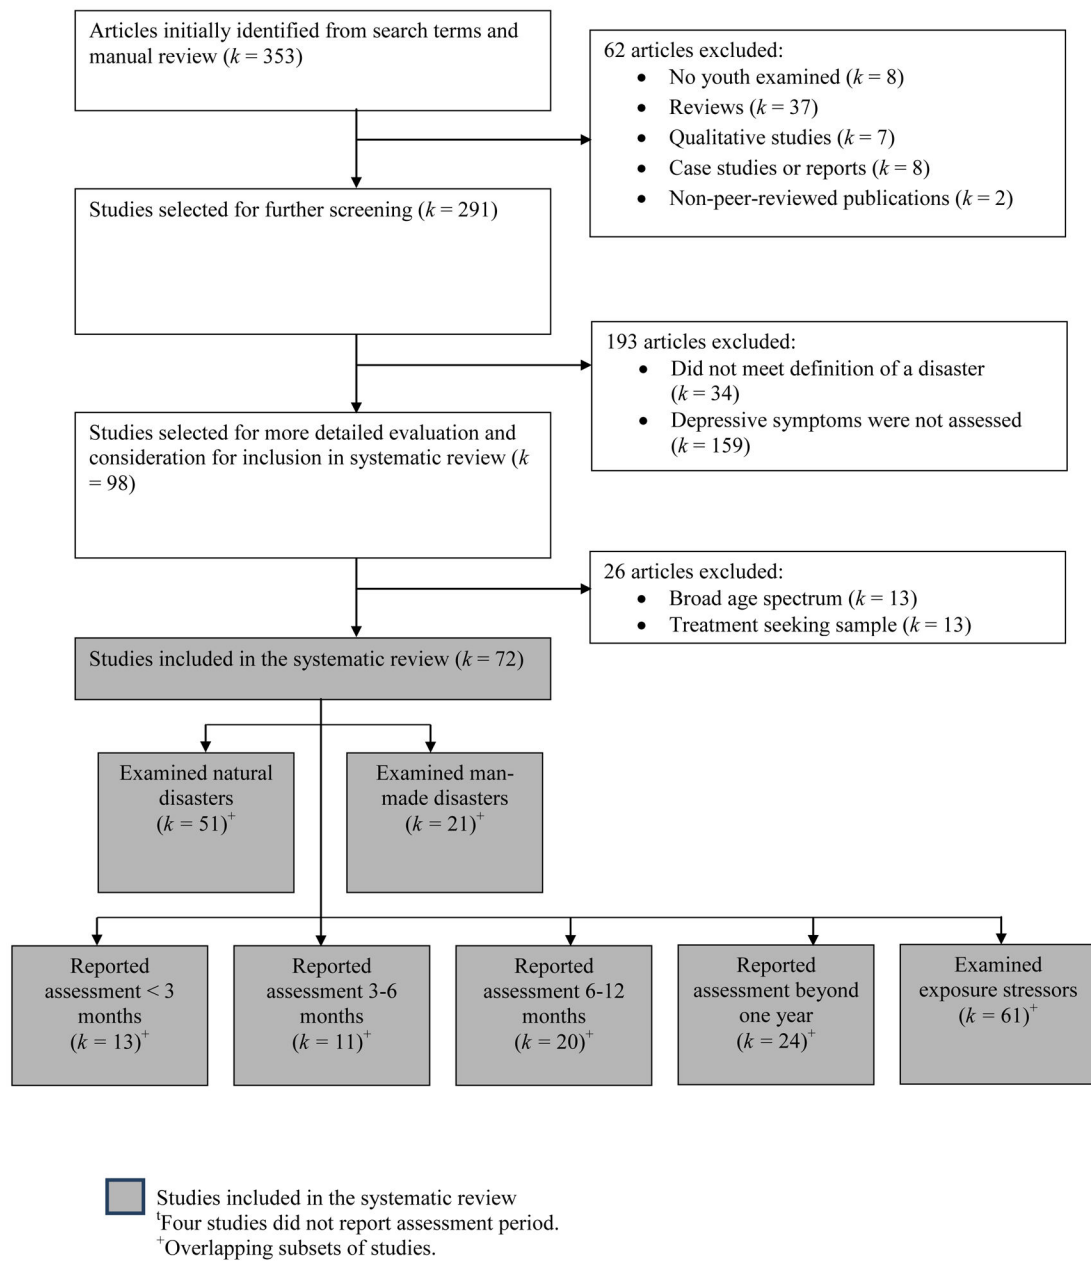 Articles initially identified from search terms and
manual review (k = 353)
62 articles excluded:
• No youth examined (k = 8)
• Reviews (k = 37)
• Qualitative studies (k = 7)
• Case studies or reports (k = 8)
• Non-peer-reviewed publications (k = 2)
Studies selected for further screening (k = 291)
193 articles excluded:
• Did not meet definition of a disaster
(k = 34)
• Depressive symptoms were not assessed
(k = 159)
Studies selected for more detailed evaluation and
consideration for inclusion in systematic review (k
= 98)
26 articles excluded:
• Broad age spectrum (k = 13)
• Treatment seeking sample (k = 13)
Studies included in the systematic review (k = 72)
Examined natural
disasters
(k = 51)+
Examined man-
made disasters
(k = 21)+
Reported
assessment < 3
months
(k = 13)+
Reported
assessment 3-6
months
(k = 11)+
Reported
assessment 6-12
months
(k = 20)+
Reported
assessment beyond
one year
(k = 24)+
Examined
exposure stressors
(k = 61)+
Studies included in the systematic review
tFour studies did not report assessment period.
+Overlapping subsets of studies.